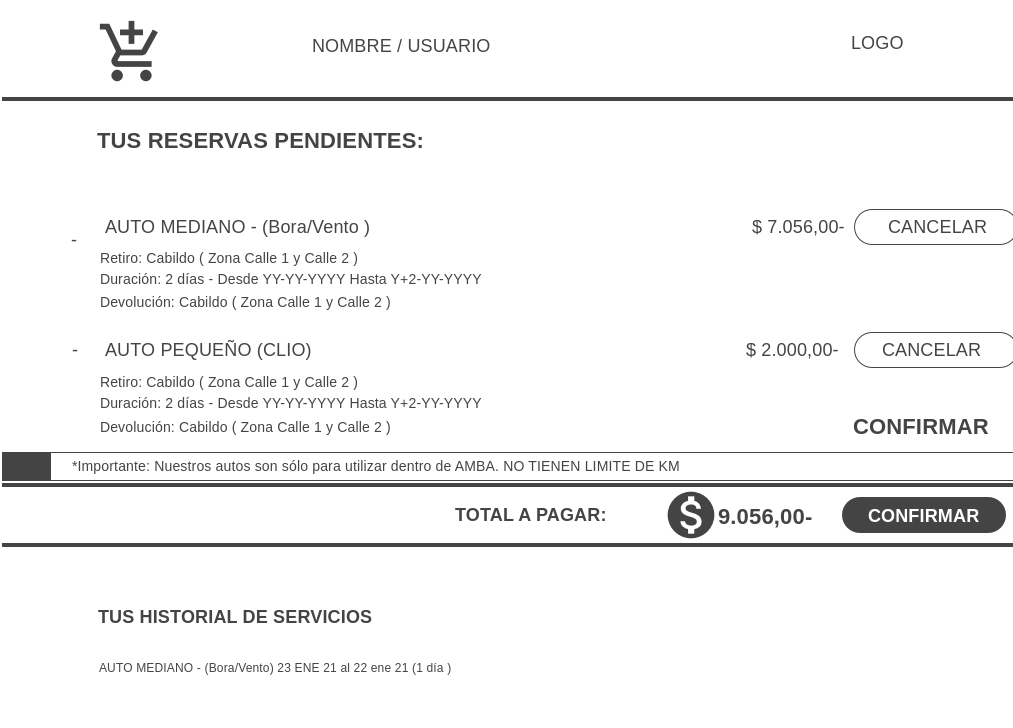 NOMBRE / USUARIO
LOGO
TUS RESERVAS PENDIENTES:
- AUTO MEDIANO - (Bora/Vento ) $ 7.056,00- CANCELAR
Retiro: Cabildo ( Zona Calle 1 y Calle 2 )
Duración: 2 días - Desde YY-YY-YYYY Hasta Y+2-YY-YYYY
Devolución: Cabildo ( Zona Calle 1 y Calle 2 )
- AUTO PEQUEÑO (CLIO) $ 2.000,00- CANCELAR
Retiro: Cabildo ( Zona Calle 1 y Calle 2 )
Duración: 2 días - Desde YY-YY-YYYY Hasta Y+2-YY-YYYY
Devolución: Cabildo ( Zona Calle 1 y Calle 2 )
CONFIRMAR
*Importante: Nuestros autos son sólo para utilizar dentro de AMBA. NO TIENEN LIMITE DE KM
TOTAL A PAGAR: $ 9.056,00- CONFIRMAR
TUS HISTORIAL DE SERVICIOS
AUTO MEDIANO - (Bora/Vento) 23 ENE 21 al 22 ene 21 (1 día )